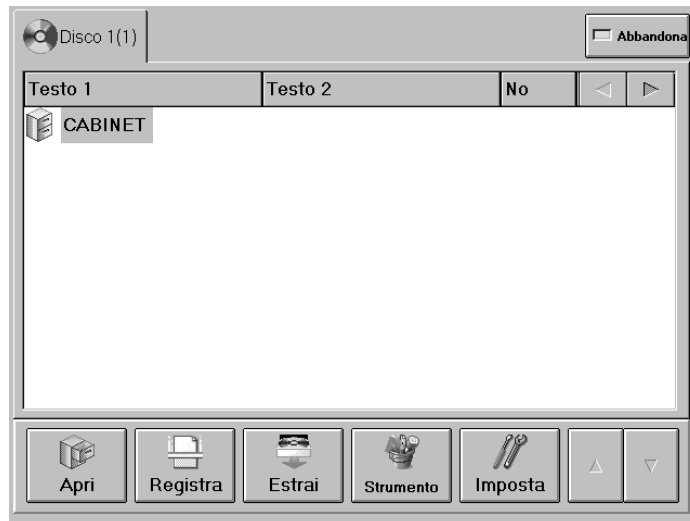 Disco 1(1)
Abbandona
Testo 1 Testo 2 No
CABINET
Apri Registra Estrai Strumento Imposta